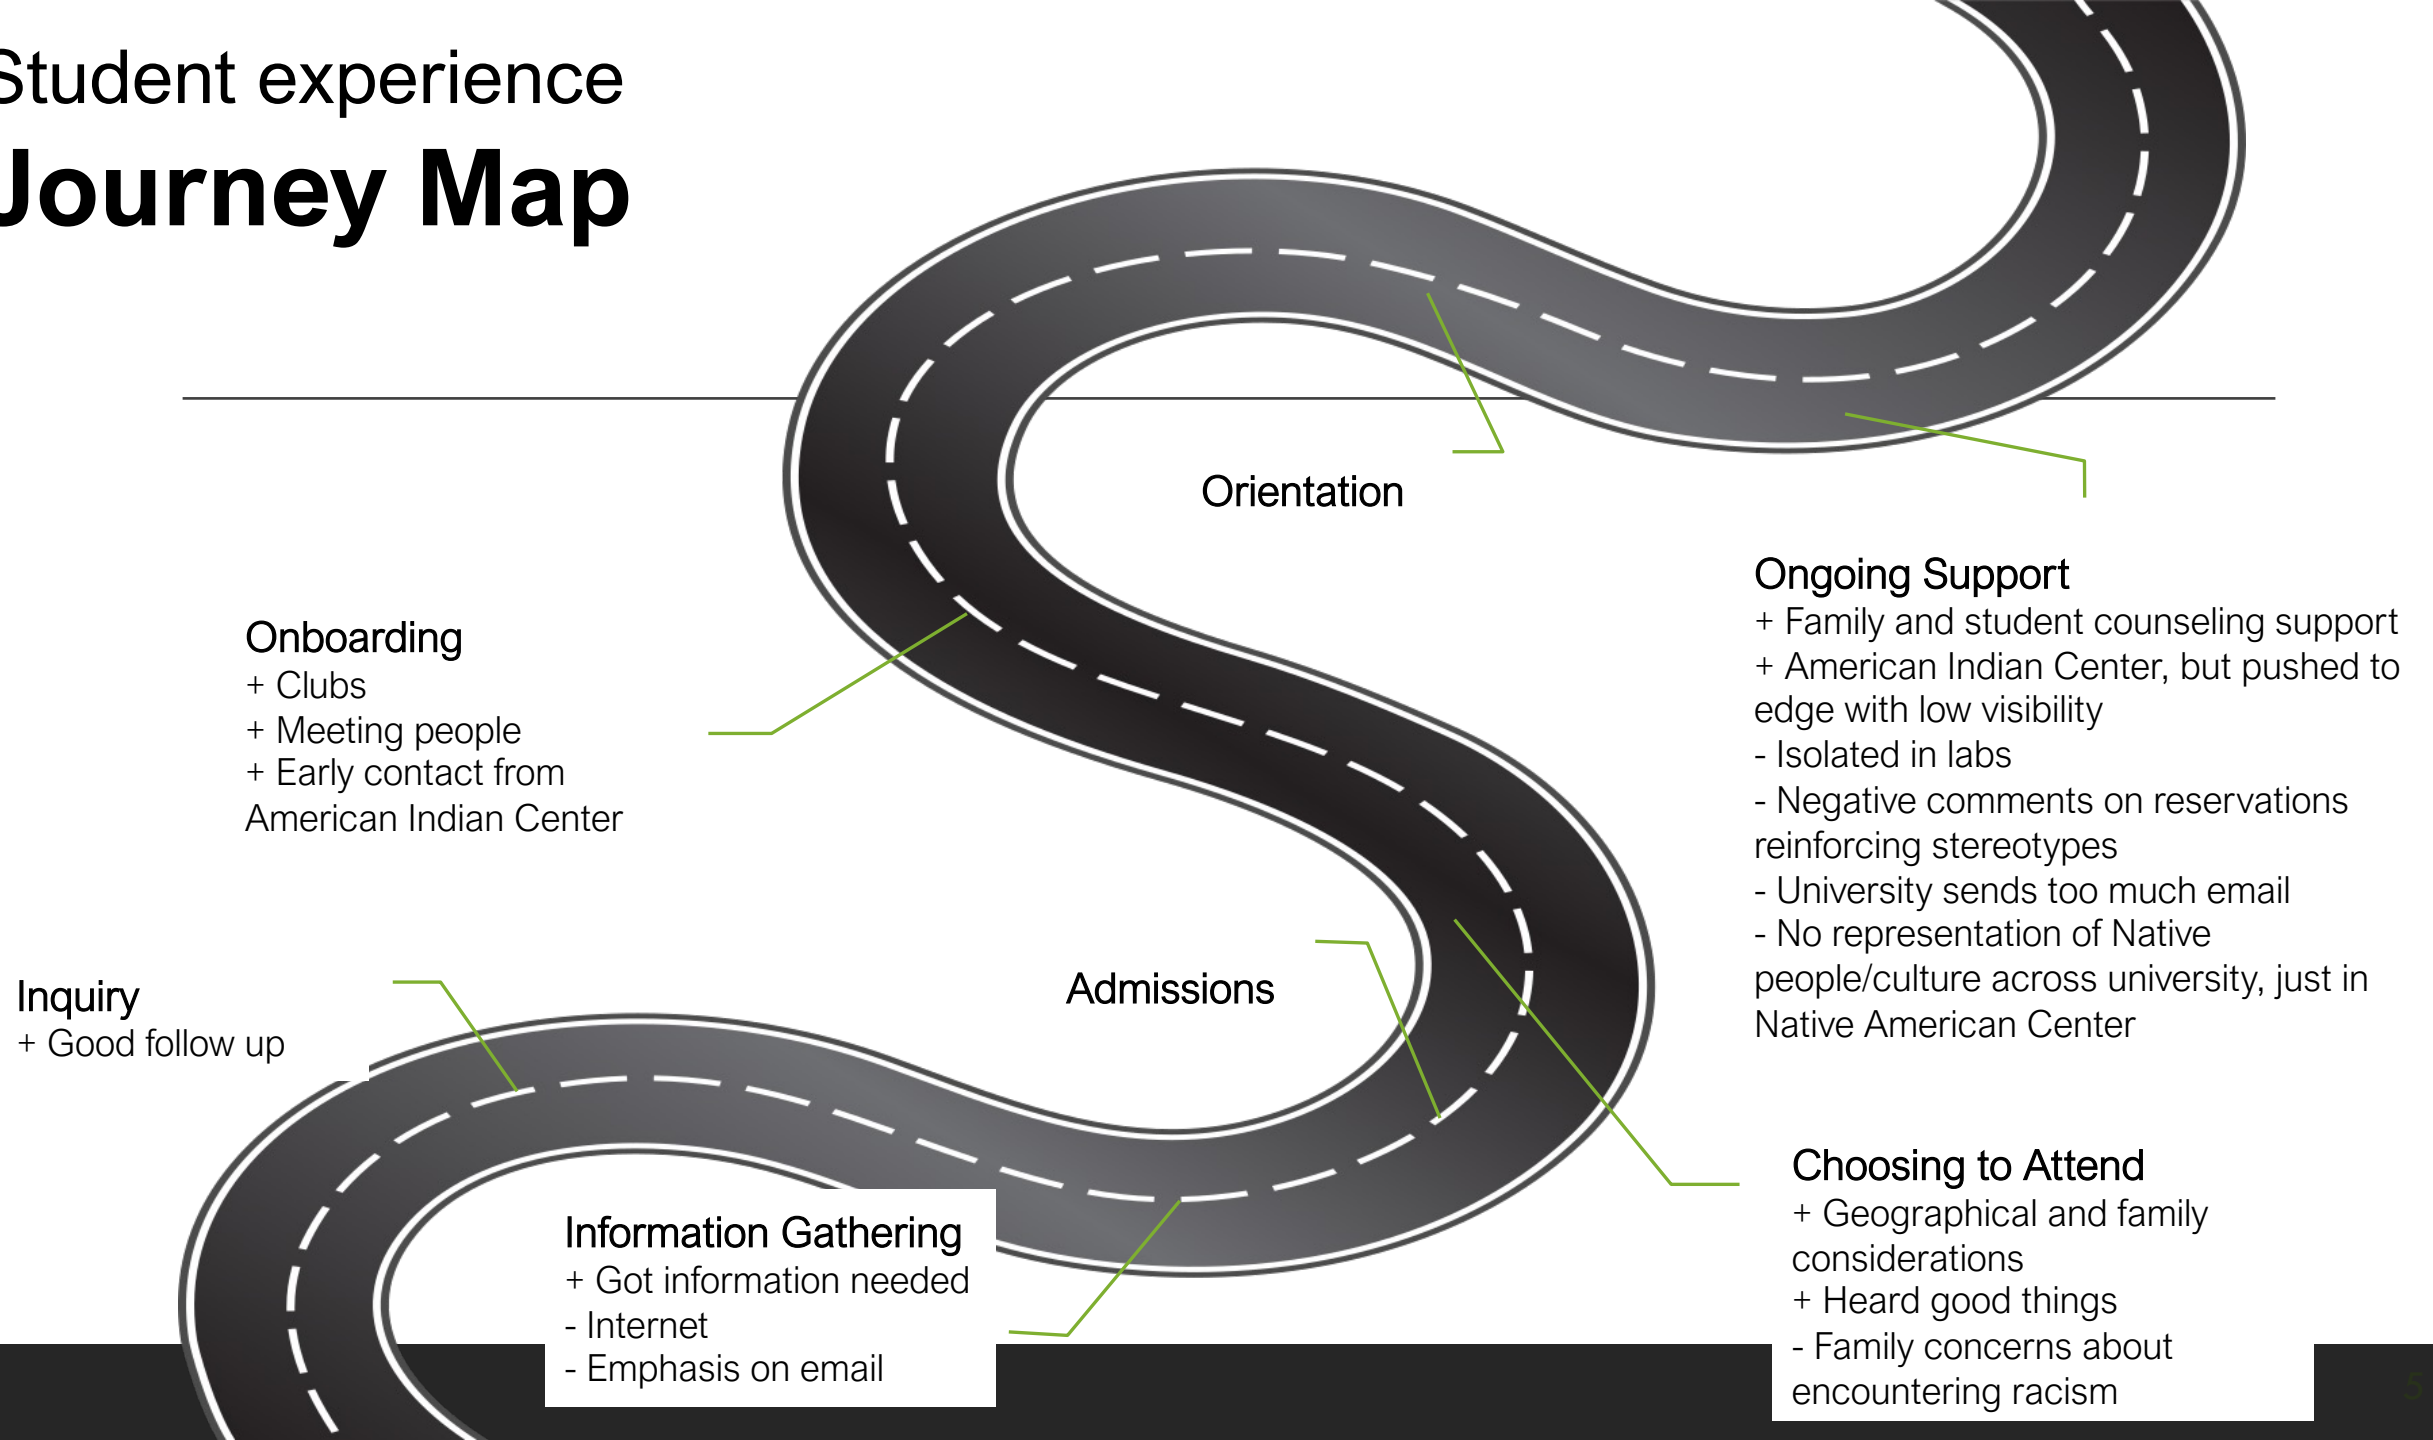 Student experience
Journey Map
Orientation
Ongoing Support
+ Family and student counseling support
+ American Indian Center, but pushed to
edge with low visibility
- Isolated in labs
- Negative comments on reservations
reinforcing stereotypes
- University sends too much email
- No representation of Native
people/culture across university, just in
Native American Center
Onboarding
+ Clubs
+ Meeting people
+ Early contact from
American Indian Center
Inquiry
+ Good follow up
Admissions
Information Gathering
+ Got information needed
- Internet
- Emphasis on email
Choosing to Attend
+ Geographical and family
considerations
+ Heard good things
- Family concerns about
encountering racism
5